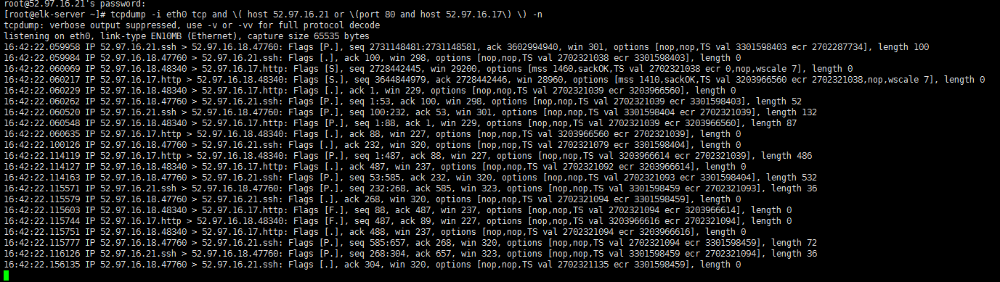 root@52.97.16.21's password:
[root@elk-server ~]# tcpdump -i eth0 tcp and \( host 52.97.16.21 or \(port 80 and host 52.97.16.17\) \) -n
tcpdump: verbose output suppressed, use -v or -vv for full protocol decode
listening on eth0, link-type EN10MB (Ethernet), capture size 65535 bytes
16:42:22.059958 IP 52.97.16.21.ssh > 52.97.16.18.47760: Flags [P.], seq 2731148481:2731148581, ack 3602994940, win 301, options [nop,nop,TS val 3301598403 ecr 2702287734], length 100
16:42:22.059984 IP 52.97.16.18.47760 > 52.97.16.21.ssh: Flags [.], ack 100, win 298, options [nop,nop,TS val 2702321038 ecr 3301598403], length 0
16:42:22.060069 IP 52.97.16.18.48340 > 52.97.16.17.http: Flags [S], seq 2728442445, win 29200, options [mss 1460,sackOK,TS val 2702321038 ecr 0,nop,wscale 7], length 0
16:42:22.060217 IP 52.97.16.17.http > 52.97.16.18.48340: Flags [S.], seq 3644844979, ack 2728442446, win 28960, options [mss 1410,sackOK,TS val 3203966560 ecr 2702321038,nop,wscale 7], length 0
16:42:22.060229 IP 52.97.16.18.48340 > 52.97.16.17.http: Flags [.], ack 1, win 229, options [nop,nop,TS val 2702321039 ecr 3203966560], length 0
16:42:22.060262 IP 52.97.16.18.47760 > 52.97.16.21.ssh: Flags [P.], seq 1:53, ack 100, win 298, options [nop,nop,TS val 2702321039 ecr 3301598403], length 52
16:42:22.060520 IP 52.97.16.21.ssh > 52.97.16.18.47760: Flags [P.], seq 100:232, ack 53, win 301, options [nop,nop,TS val 3301598404 ecr 2702321039], length 132
16:42:22.060548 IP 52.97.16.18.48340 > 52.97.16.17.http: Flags [P.], seq 1:88, ack 1, win 229, options [nop,nop,TS val 2702321039 ecr 3203966560], length 87
16:42:22.060635 IP 52.97.16.17.http > 52.97.16.18.48340: Flags [.], ack 88, win 227, options [nop,nop,TS val 3203966560 ecr 2702321039], length 0
16:42:22.100126 IP 52.97.16.18.47760 > 52.97.16.21.ssh: Flags [.], ack 232, win 320, options [nop,nop,TS val 2702321079 ecr 3301598404], length 0
16:42:22.114119 IP 52.97.16.17.http > 52.97.16.18.48340: Flags [P.], seq 1:487, ack 88, win 227, options [nop,nop,TS val 3203966614 ecr 2702321039], length 486
16:42:22.114127 IP 52.97.16.18.48340 > 52.97.16.17.http: Flags [.], ack 487, win 237, options [nop,nop,TS val 2702321092 ecr 3203966614], length 0
16:42:22.114163 IP 52.97.16.18.47760 > 52.97.16.21.ssh: Flags [P.], seq 53:585, ack 232, win 320, options [nop,nop,TS val 2702321093 ecr 3301598404], length 532
16:42:22.115571 IP 52.97.16.21.ssh > 52.97.16.18.47760: Flags [P.], seq 232:268, ack 585, win 323, options [nop,nop,TS val 3301598459 ecr 2702321093], length 36
16:42:22.115579 IP 52.97.16.18.47760 > 52.97.16.21.ssh: Flags [.], ack 268, win 320, options [nop,nop,TS val 2702321094 ecr 3301598459], length 0
16:42:22.115603 IP 52.97.16.18.48340 > 52.97.16.17.http: Flags [F.], seq 88, ack 487, win 237, options [nop,nop,TS val 2702321094 ecr 3203966614], length 0
16:42:22.115744 IP 52.97.16.17.http > 52.97.16.18.48340: Flags [F.], seq 487, ack 89, win 227, options [nop,nop,TS val 3203966616 ecr 2702321094], length 0
16:42:22.115751 IP 52.97.16.18.48340 > 52.97.16.17.http: Flags [.], ack 488, win 237, options [nop,nop,TS val 2702321094 ecr 3203966616], length 0
16:42:22.115777 IP 52.97.16.18.47760 > 52.97.16.21.ssh: Flags [P.], seq 585:657, ack 268, win 320, options [nop,nop,TS val 2702321094 ecr 3301598459], length 72
16:42:22.116126 IP 52.97.16.21.ssh > 52.97.16.18.47760: Flags [P.], seq 268:304, ack 657, win 323, options [nop,nop,TS val 3301598459 ecr 2702321094], length 36
16:42:22.156135 IP 52.97.16.18.47760 > 52.97.16.21.ssh: Flags [.], ack 304, win 320, options [nop,nop,TS val 2702321135 ecr 3301598459], length 0